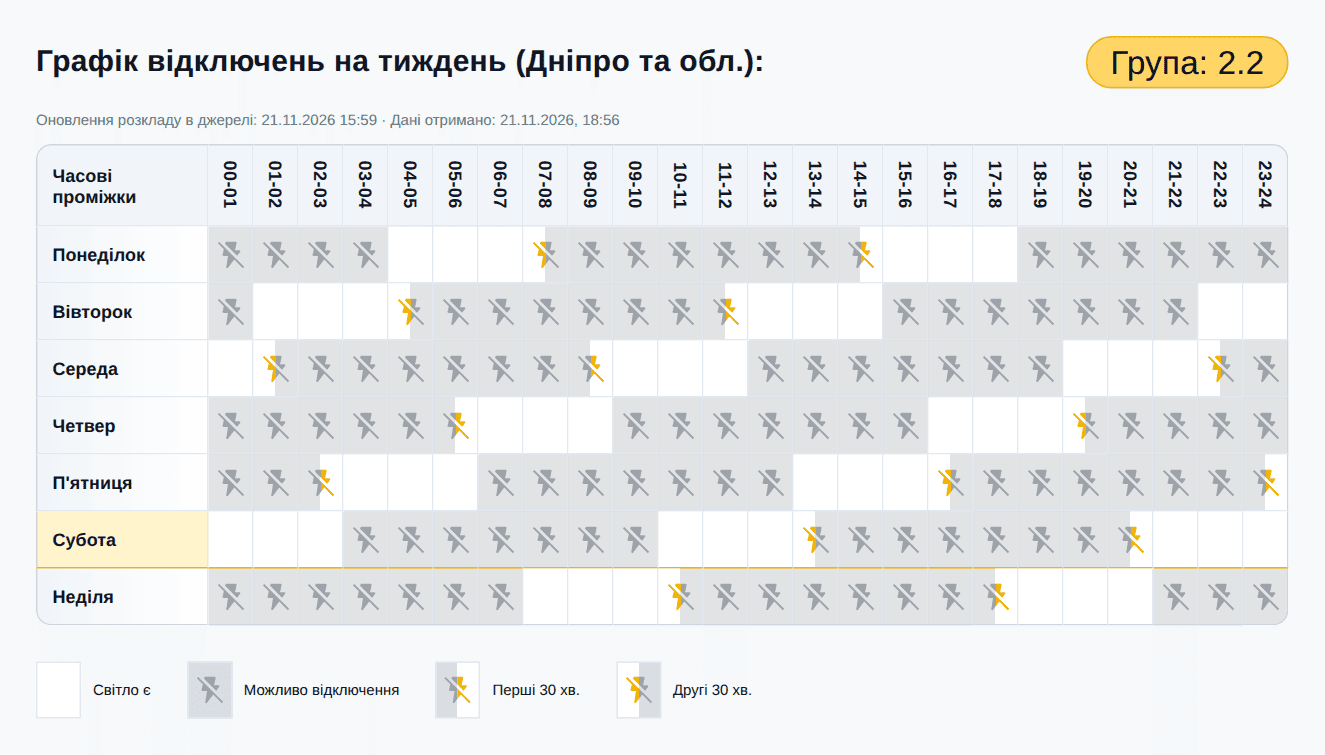 Графік відключень на тиждень (Дніпро та обл.):
Група: 2.2
Оновлення розкладу в джерелі: 21.11.2026 15:59 · Дані отримано: 21.11.2026, 18:56
Часові
проміжки
00-01
01-02
02-03
03-04
04-05
05-06
06-07
07-08
08-09
09-10
10-11
11-12
12-13
13-14
14-15
15-16
16-17
17-18
18-19
19-20
20-21
21-22
22-23
23-24
Понеділок
Вівторок
Середа
Четвер
П'ятниця
Субота
Неділя
Світло є
Можливо відключення
Перші 30 хв.
Другі 30 хв.